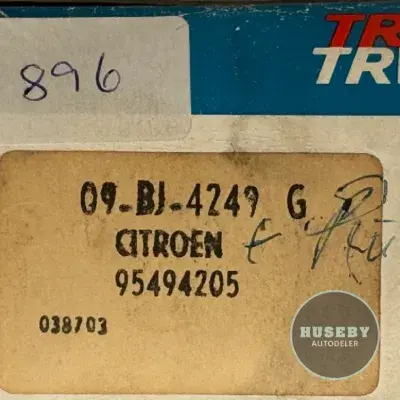 896
TR
TR
09-BJ-4249 G
CITROEN +
95494205
038703
HUSEBY
AUTODELER